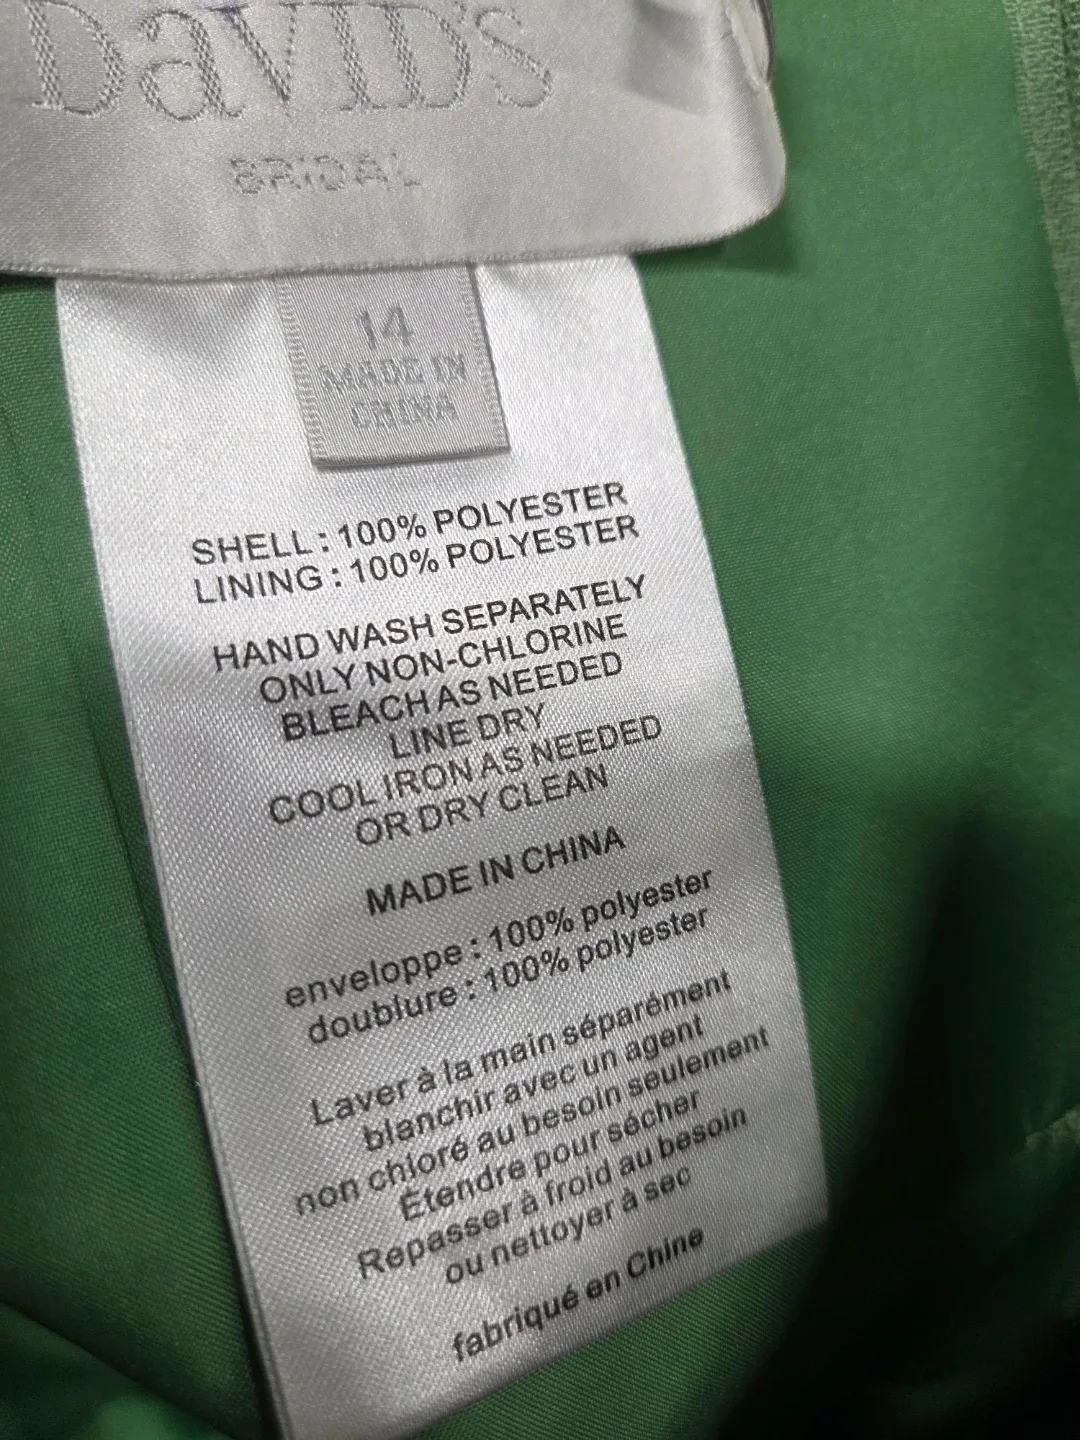 DAVID'S
BRIDAL
14
MADE IN
CHINA
SHELL : 100% POLYESTER
LINING : 100% POLYESTER
HAND WASH SEPARATELY
ONLY NON-CHLORINE
BLEACH AS NEEDED
LINE DRY
COOL IRON AS NEEDED
OR DRY CLEAN
MADE IN CHINA
enveloppe : 100% polyester
doublure : 100% polyester
Laver à la main séparément
blanchir avec un agent
non chloré au besoin seulement
Étendre pour sécher
Repasser à froid au besoin
ou nettoyer à sec
fabriqué en Chine